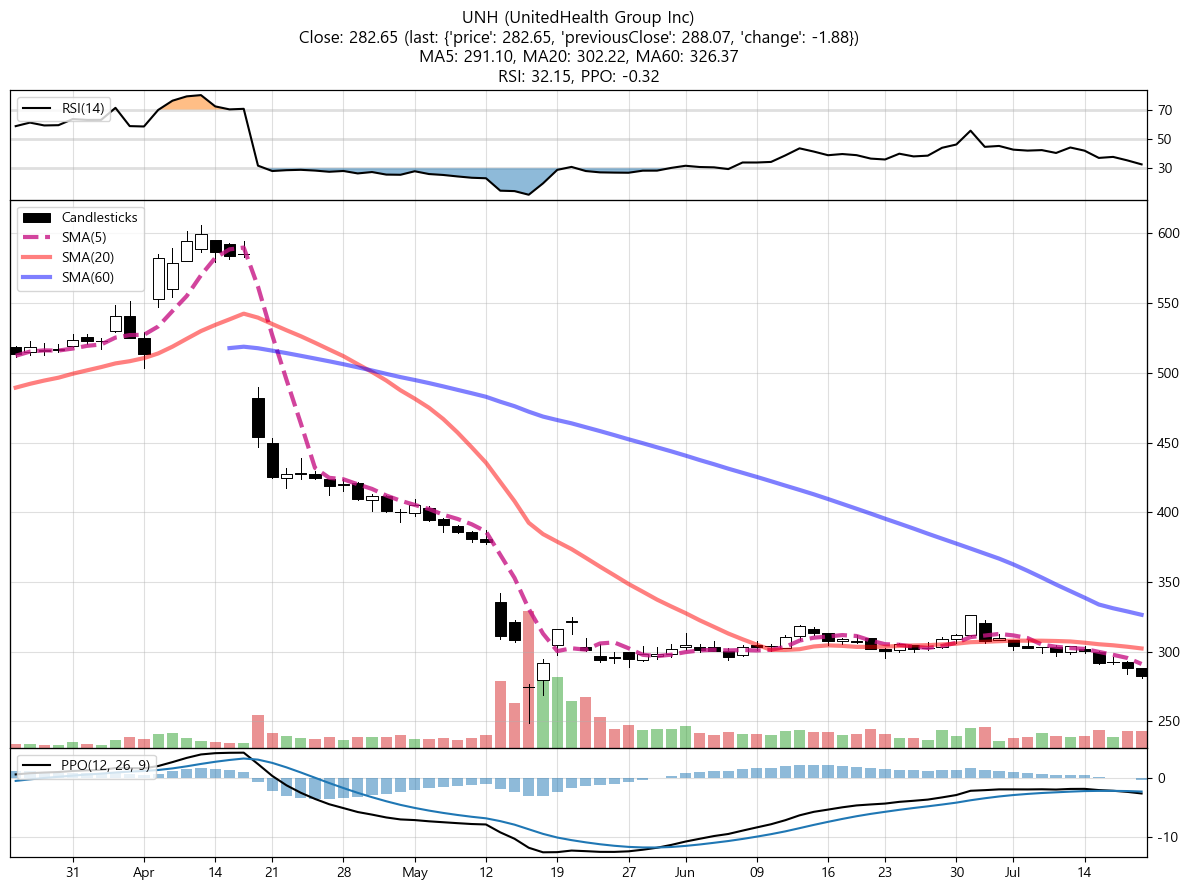 UNH (UnitedHealth Group Inc)
Close: 282.65 (last: {'price': 282.65, 'previousClose': 288.07, 'change': -1.88})
MA5: 291.10, MA20: 302.22, MA60: 326.37
RSI: 32.15, PPO: -0.32
RSI(14)
70
50
30
Candlesticks
SMA(5)
SMA(20)
SMA(60)
600
550
500
450
400
350
300
250
PPO(12, 26, 9)
0
-10
31 Apr 14 21 28 May 12 19 27 Jun 09 16 23 30 Jul 14